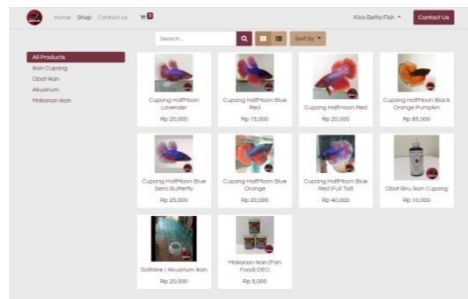 Home Shop Contact us 0 Kiva Betta Fish Contact Us
Search... Sort by
All Products
Ikan Cupang
Obat Ikan
Akuarium
Makanan Ikan
Cupang HalfMoon Lavender
Rp 20,000
Cupang HalfMoon Blue Red
Rp 15,000
Cupang HalfMoon Red
Rp 20,000
Cupang HalfMoon Black Orange Pumpkin
Rp 85,000
Cupang HalfMoon Blue Semi Butterfly
Rp 25,000
Cupang HalfMoon Blue Orange
Rp 20,000
Cupang HalfMoon Blue Red (Full Tail)
Rp 40,000
Obat Biru Ikan Cupang
Rp 13,000
Solitaire / Akuarium Ikan
Rp 20,000
Makanan Ikan (Fish Food) DEO
Rp 5,000